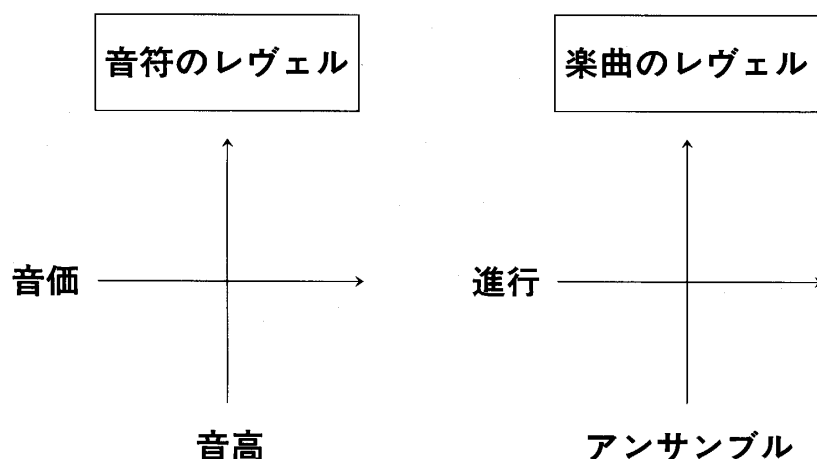 音符のレヴェル
楽曲のレヴェル
音価
進行
音高
アンサンブル